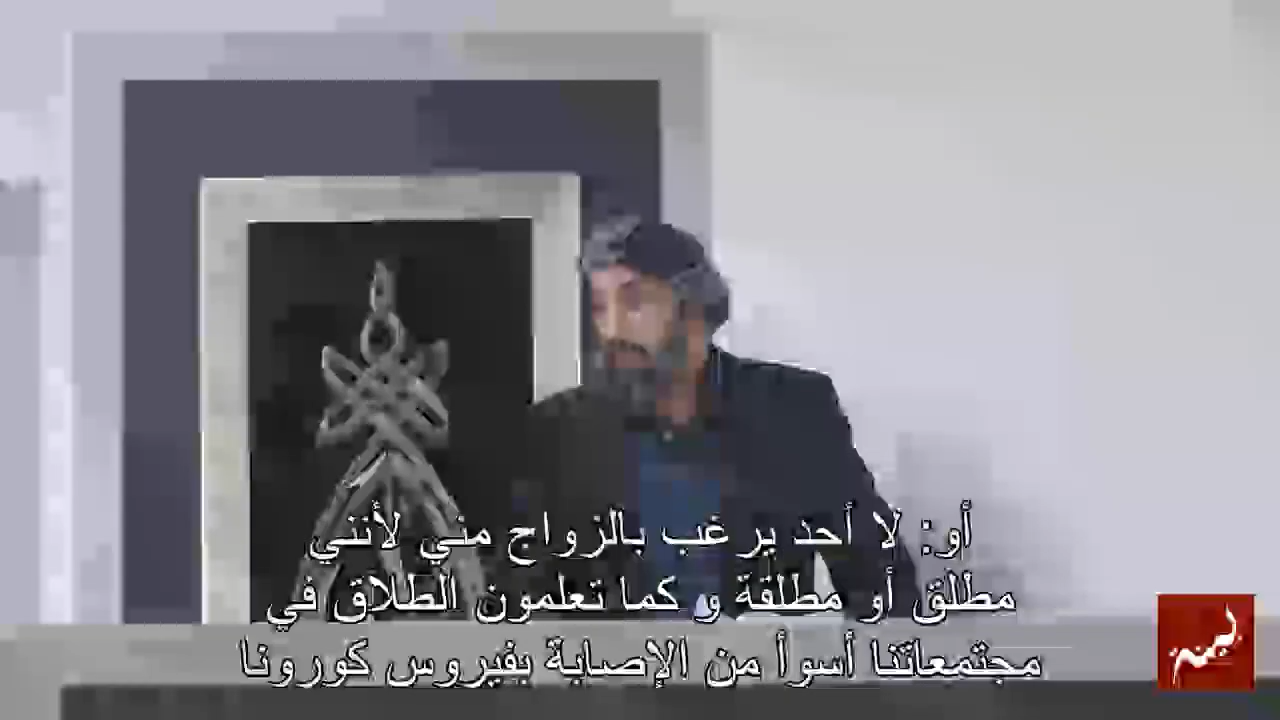 أو: لا أحد يرغب بالزواج مني لأنني
مطلق أو مطلقة و كما تعلمون الطلاق في
مجتمعاتنا أسوأ من الإصابة بفيروس كورونا